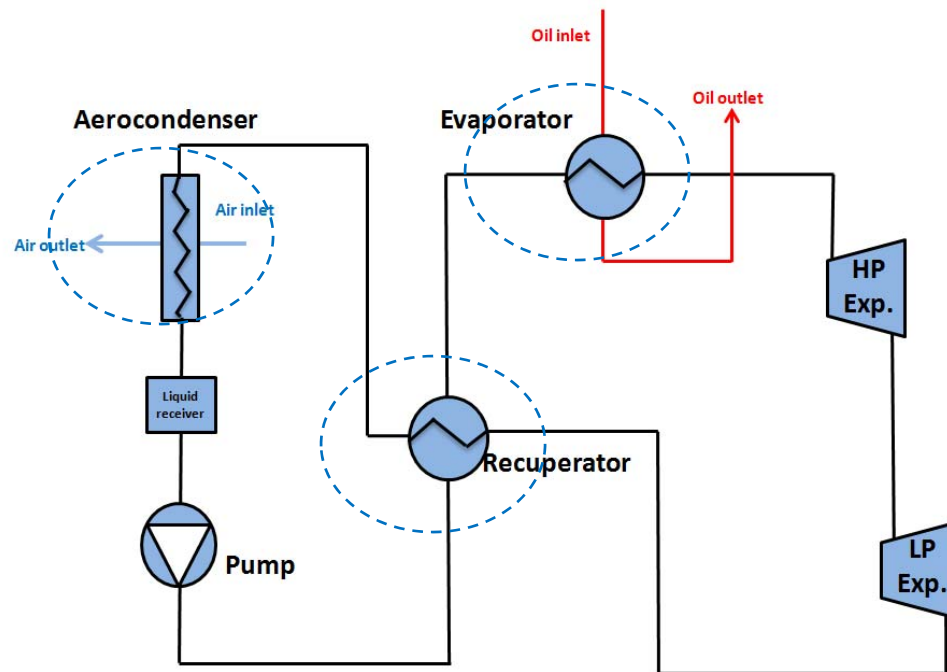 Oil inlet
Oil outlet
Aerocondenser
Evaporator
Air inlet
Air outlet
HP
Exp.
Liquid
receiver
Recuperator
LP
Exp.
Pump